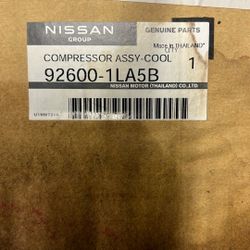 NISSAN
GROUP
GENUINE PARTS
Made in THAILAND
COMPRESSOR ASSY-COOL
92600-1LA5B
1
NISSAN MOTOR (THAILAND) CO.,LTD.